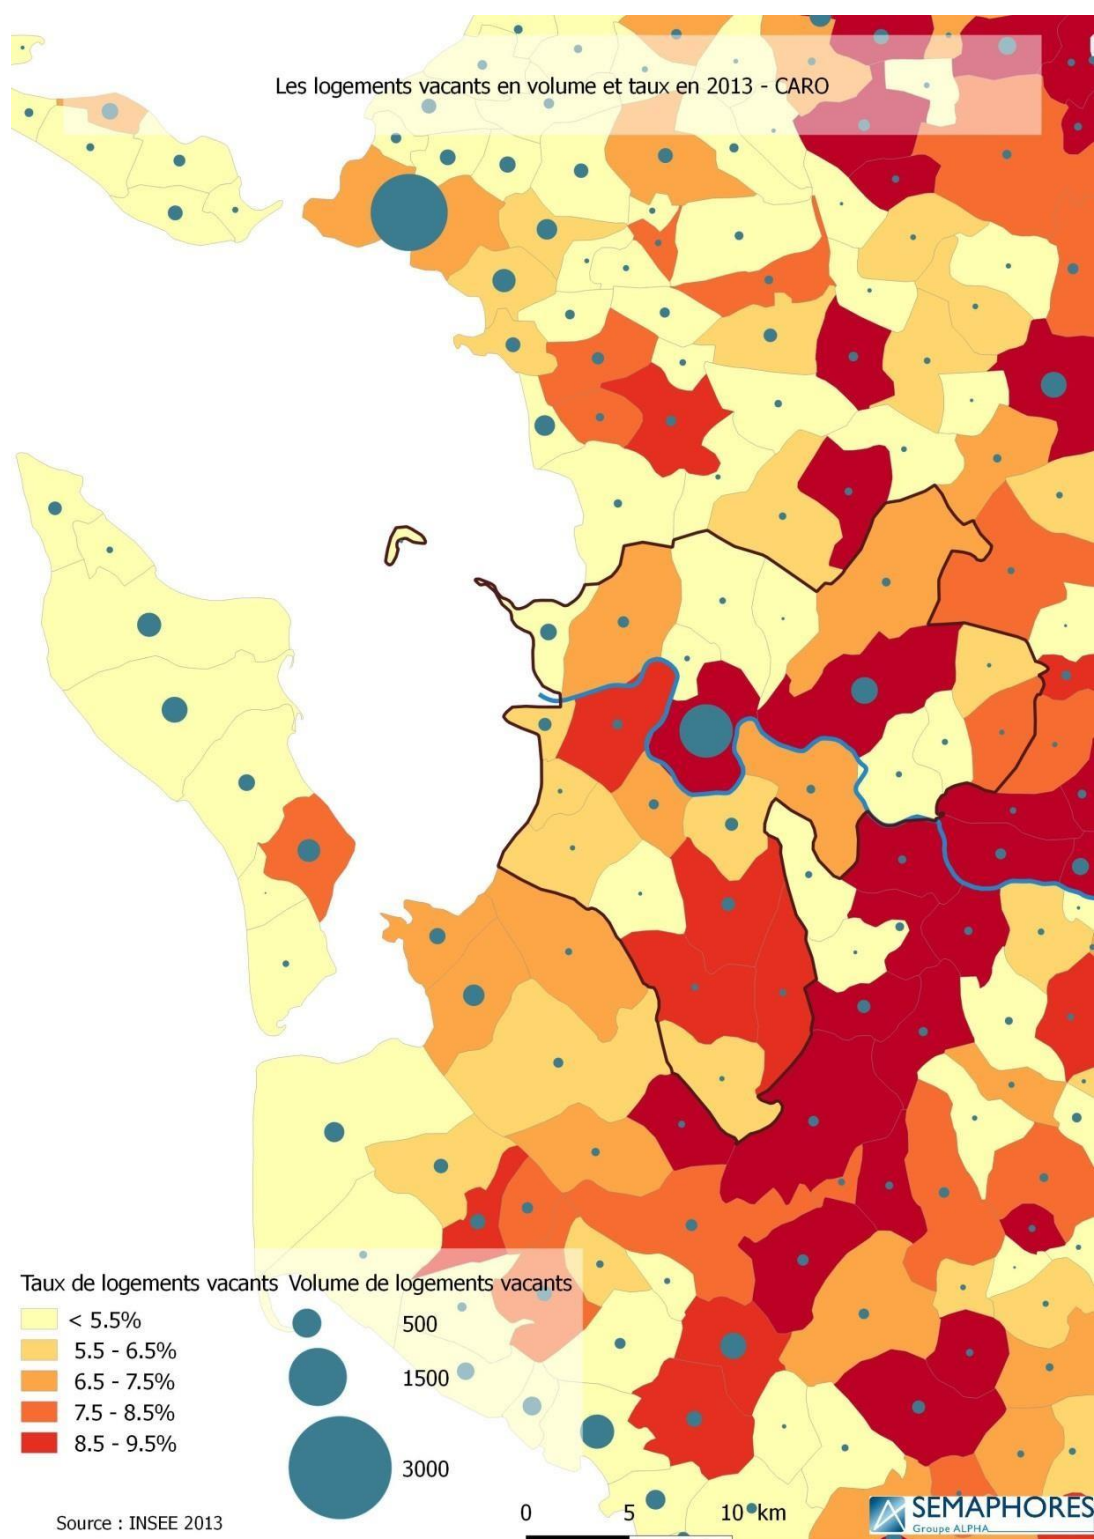 Les logements vacants en volume et taux en 2013 - CARO
Taux de logements vacants
< 5.5%
5.5 - 6.5%
6.5 - 7.5%
7.5 - 8.5%
8.5 - 9.5%
Volume de logements vacants
500
1500
3000
Source : INSEE 2013
0 5 10 km
SEMAPHORES
Groupe ALPHA